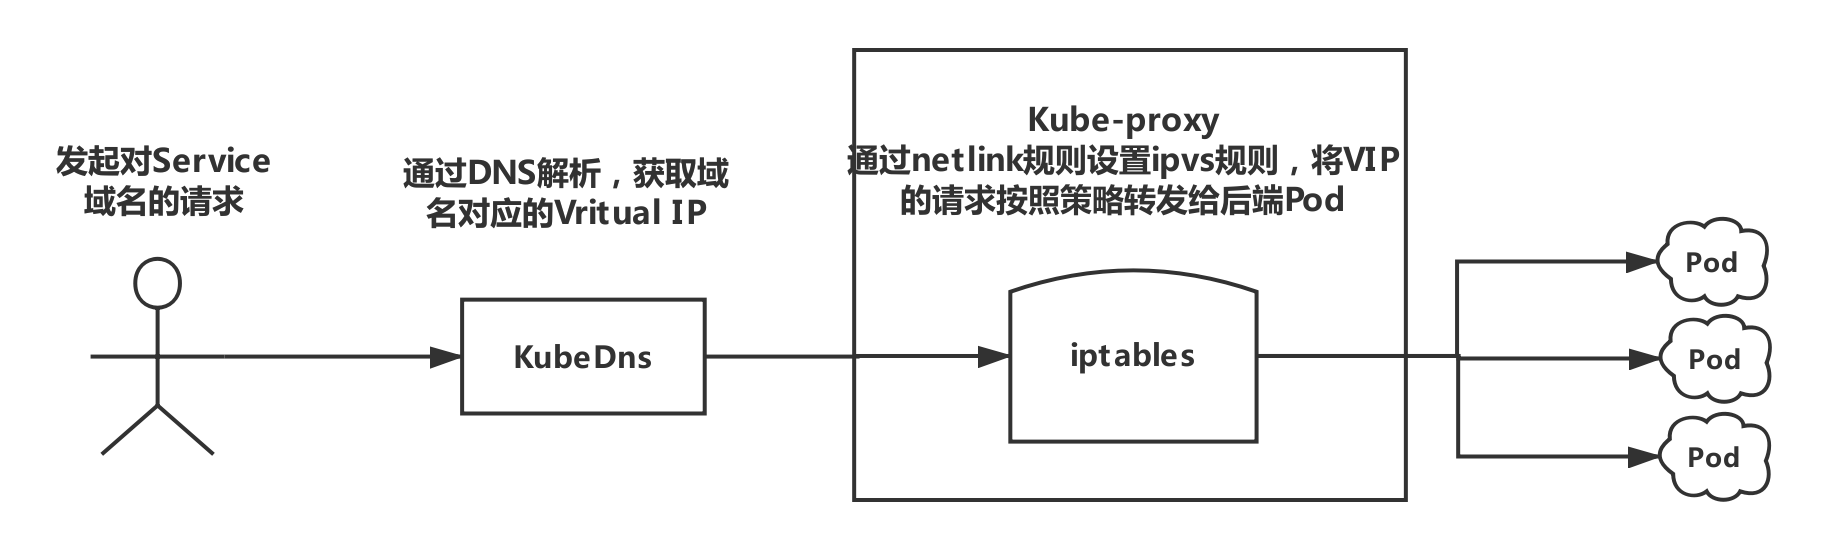 发起对Service
域名的请求
通过DNS解析，获取域
名对应的Vritual IP
KubeDns
Kube-proxy
通过netlink规则设置ipvs规则，将VIP
的请求按照策略转发给后端Pod
iptables
Pod
Pod
Pod